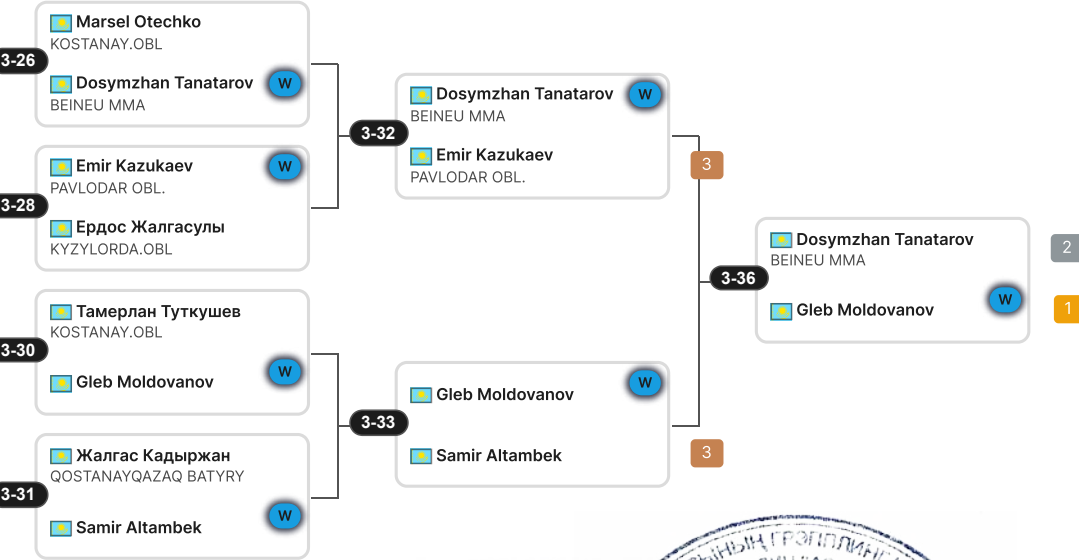 3-26
Marsel Otechko
KOSTANAY.OBL
Dosymzhan Tanatarov
BEINEU MMA
W
3-28
Emir Kazukaev
PAVLODAR OBL.
W
Ердос Жалгасулы
KYZYLORDA.OBL
3-30
Тамерлан Туткушев
KOSTANAY.OBL
Gleb Moldovanov
W
3-31
Жалгас Кадыржан
QOSTANAYQAZAQ BATYRY
Samir Altambek
W
3-32
Dosymzhan Tanatarov
BEINEU MMA
W
Emir Kazukaev
PAVLODAR OBL.
3
3-33
Gleb Moldovanov
W
Samir Altambek
3
3-36
Dosymzhan Tanatarov
BEINEU MMA
2
Gleb Moldovanov
W
1